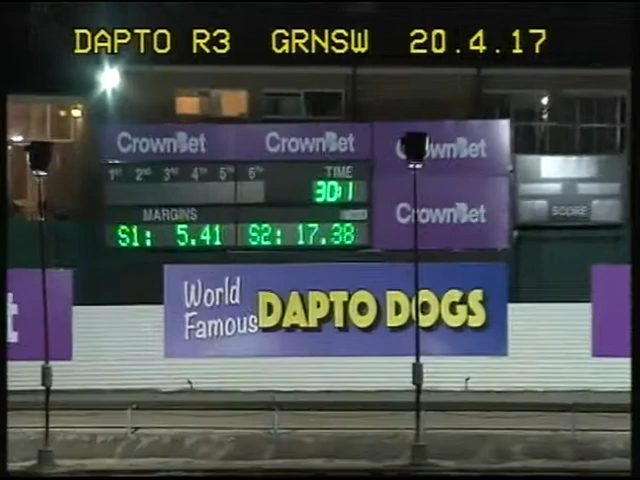 DAPTO R3 GRNSW 20.4.17
CrownBet CrownBet CrownBet
1ST 2ND 3RD 4TH 5TH 6TH TIME
30:1
MARGINS
CrownBet
SCORE
S1: 5.41 S2: 17.38
World Famous DAPTO DOGS
t